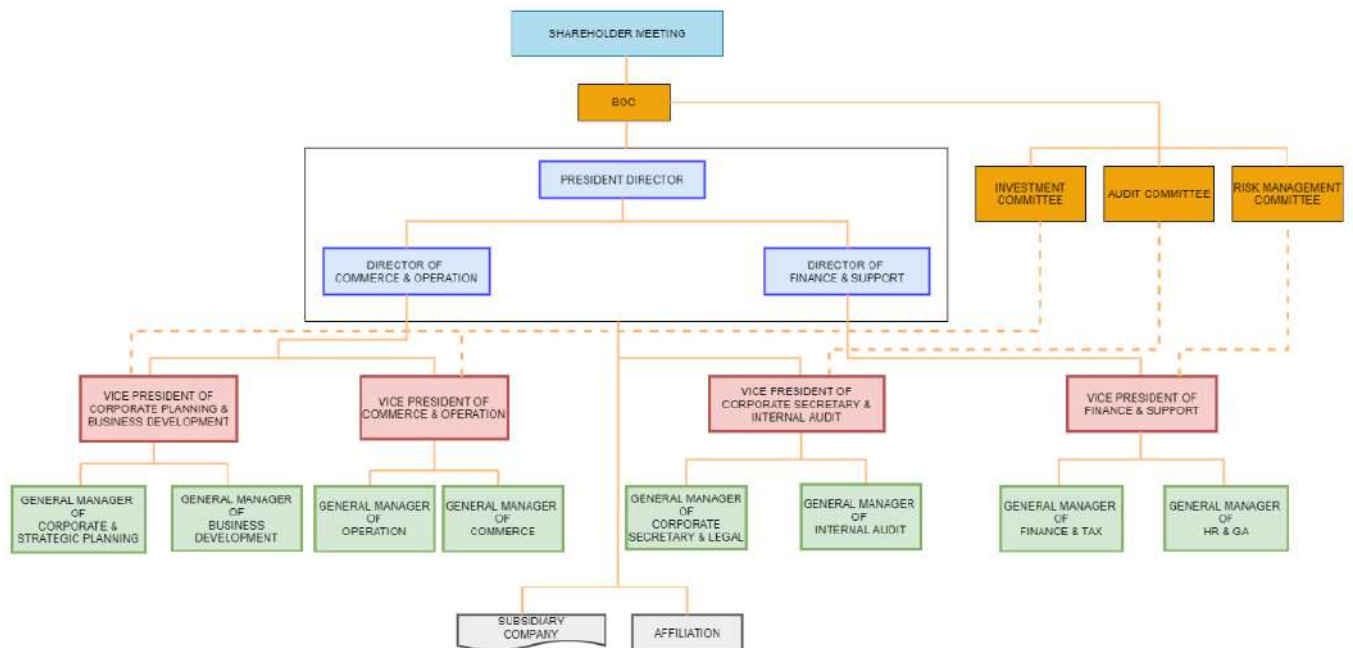 SHAREHOLDER MEETING
BOC
PRESIDENT DIRECTOR
INVESTMENT
COMMITTEE
AUDIT COMMITTEE
RISK MANAGEMENT
COMMITTEE
DIRECTOR OF
COMMERCE & OPERATION
DIRECTOR OF
FINANCE & SUPPORT
VICE PRESIDENT OF
CORPORATE PLANNING &
BUSINESS DEVELOPMENT
VICE PRESIDENT OF
COMMERCE & OPERATION
VICE PRESIDENT OF
CORPORATE SECRETARY &
INTERNAL AUDIT
VICE PRESIDENT OF
FINANCE & SUPPORT
GENERAL MANAGER
OF
CORPORATE &
STRATEGIC PLANNING
GENERAL MANAGER
OF
BUSINESS
DEVELOPMENT
GENERAL MANAGER
OF
OPERATION
GENERAL MANAGER
OF
COMMERCE
GENERAL MANAGER
OF
CORPORATE
SECRETARY & LEGAL
GENERAL MANAGER
OF
INTERNAL AUDIT
GENERAL MANAGER
OF
FINANCE & TAX
GENERAL MANAGER
OF
HR & GA
SUBSIDIARY
COMPANY
AFFILIATION